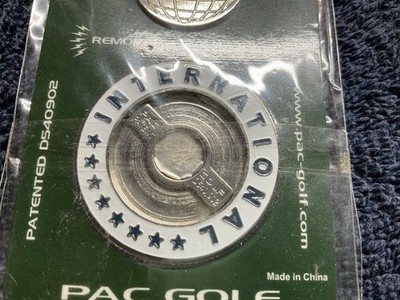 REMO
INTERNATIONAL
PATENTED D540902
www.pac-golf.com
Made in China
PAC GOLF